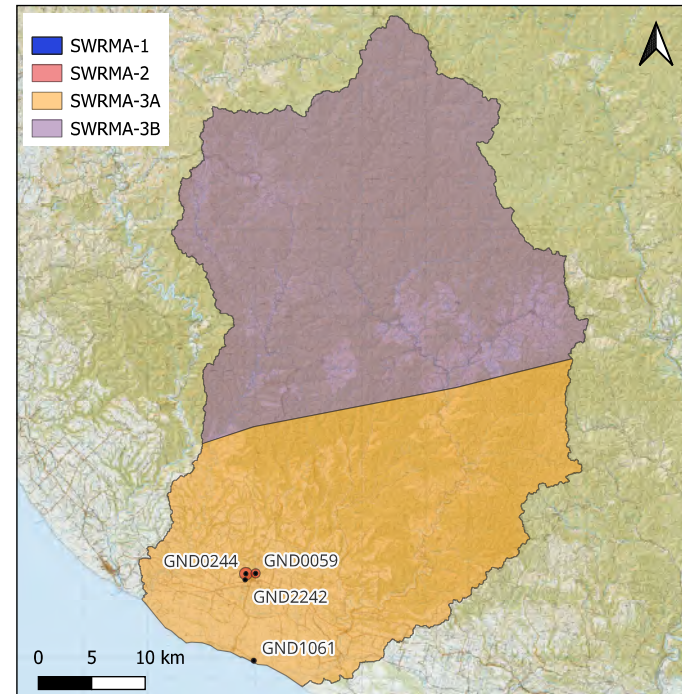 SWRMA-1
SWRMA-2
SWRMA-3A
SWRMA-3B
GND0244
GND0059
GND2242
GND1061
0 5 10 km